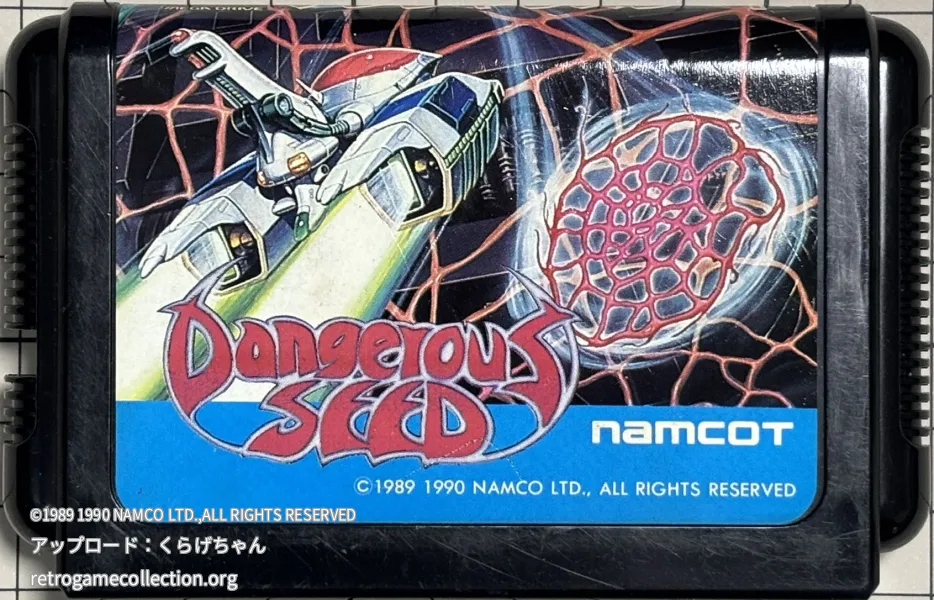 Dangerous
SEED
namcot
©1989 1990 NAMCO LTD., ALL RIGHTS RESERVED
©1989 1990 NAMCO LTD.,ALL RIGHTS RESERVED
アップロード：くらげちゃん
retrogamecollection.org